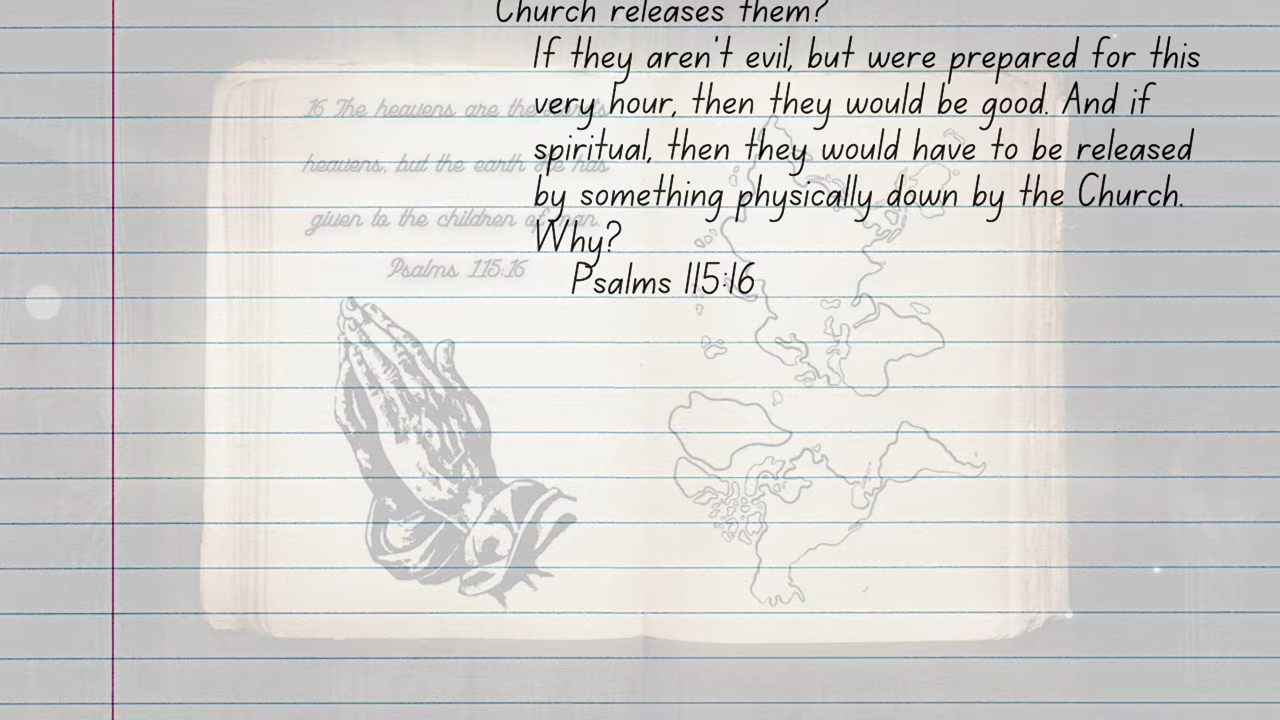 Church releases them?
If they aren't evil, but were prepared for this
very hour, then they would be good. And if
spiritual, then they would have to be released
by something physically down by the Church.
Why?
Psalms 115:16
16 The heavens are the
heavens, but the earth He has
given to the children of man.
Psalms 115:16